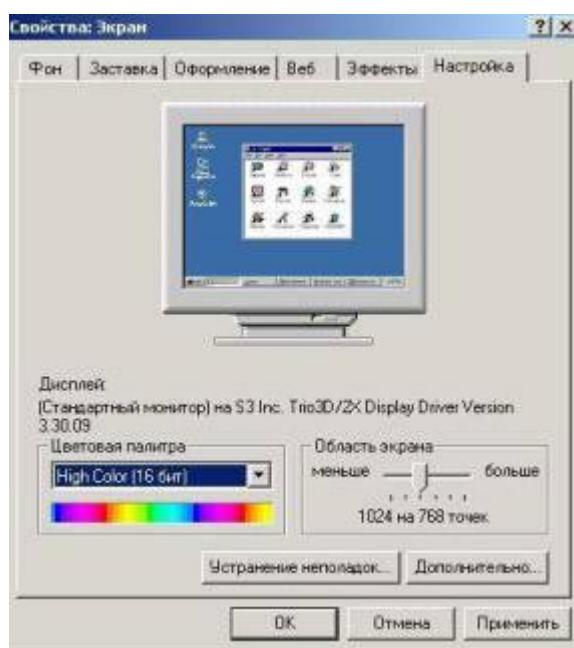 Свойства: Экран
Фон Заставка Оформление Веб Эффекты Настройка
Дисплей:
(Стандартный монитор) на S3 Inc. Trio3D/2X Display Driver Version
3.30.09
Цветовая палитра
High Color (16 бит)
Область экрана
меньше больше
1024 на 768 точек
Устранение неполадок... Дополнительно...
OK Отмена Применить